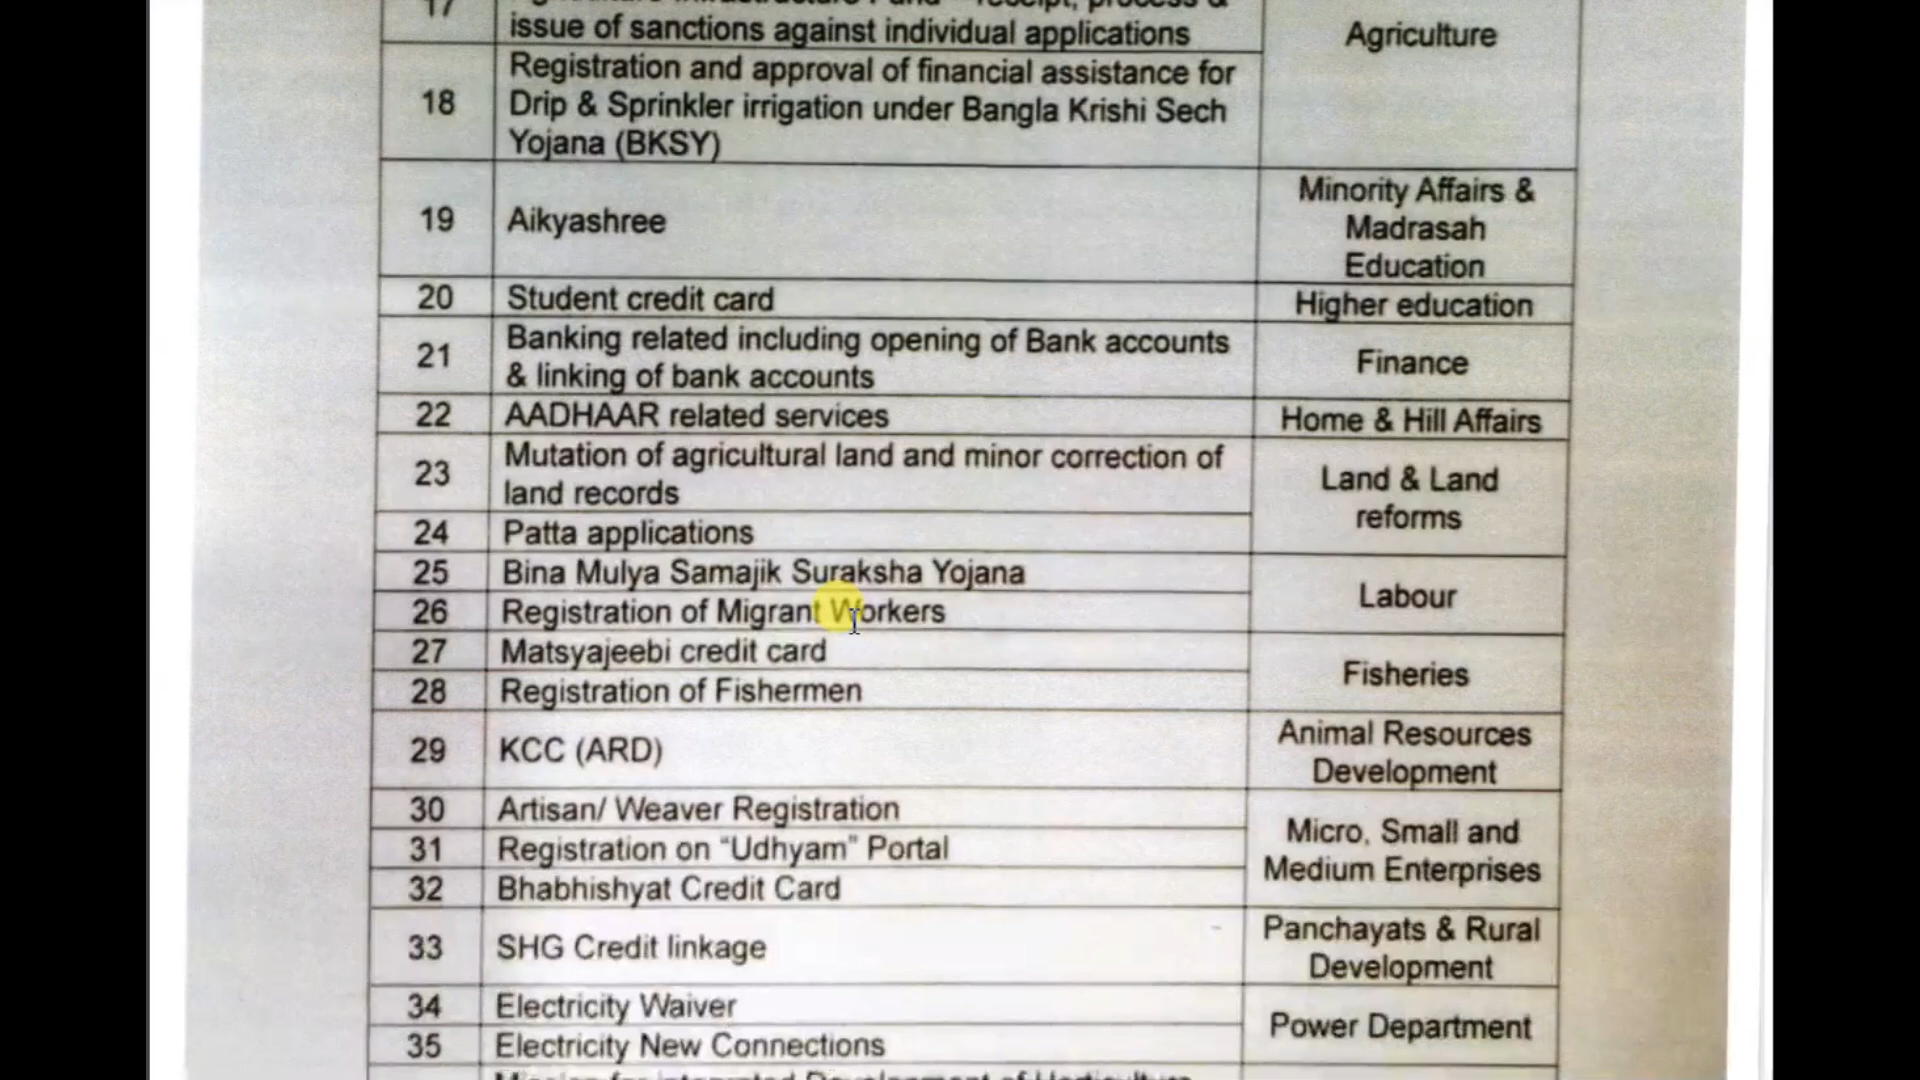 17
issue of sanctions against individual applications
Agriculture
18
Registration and approval of financial assistance for
Drip & Sprinkler irrigation under Bangla Krishi Sech
Yojana (BKSY)
19
Aikyashree
Minority Affairs &
Madrasah
Education
20
Student credit card
Higher education
21
Banking related including opening of Bank accounts
& linking of bank accounts
Finance
22
AADHAAR related services
Home & Hill Affairs
23
Mutation of agricultural land and minor correction of
land records
Land & Land
reforms
24
Patta applications
25
Bina Mulya Samajik Suraksha Yojana
Labour
26
Registration of Migrant Workers
27
Matsyajeebi credit card
Fisheries
28
Registration of Fishermen
29
KCC (ARD)
Animal Resources
Development
30
Artisan/ Weaver Registration
Micro, Small and
Medium Enterprises
31
Registration on “Udhyam” Portal
32
Bhabhishyat Credit Card
33
SHG Credit linkage
Panchayats & Rural
Development
34
Electricity Waiver
Power Department
35
Electricity New Connections